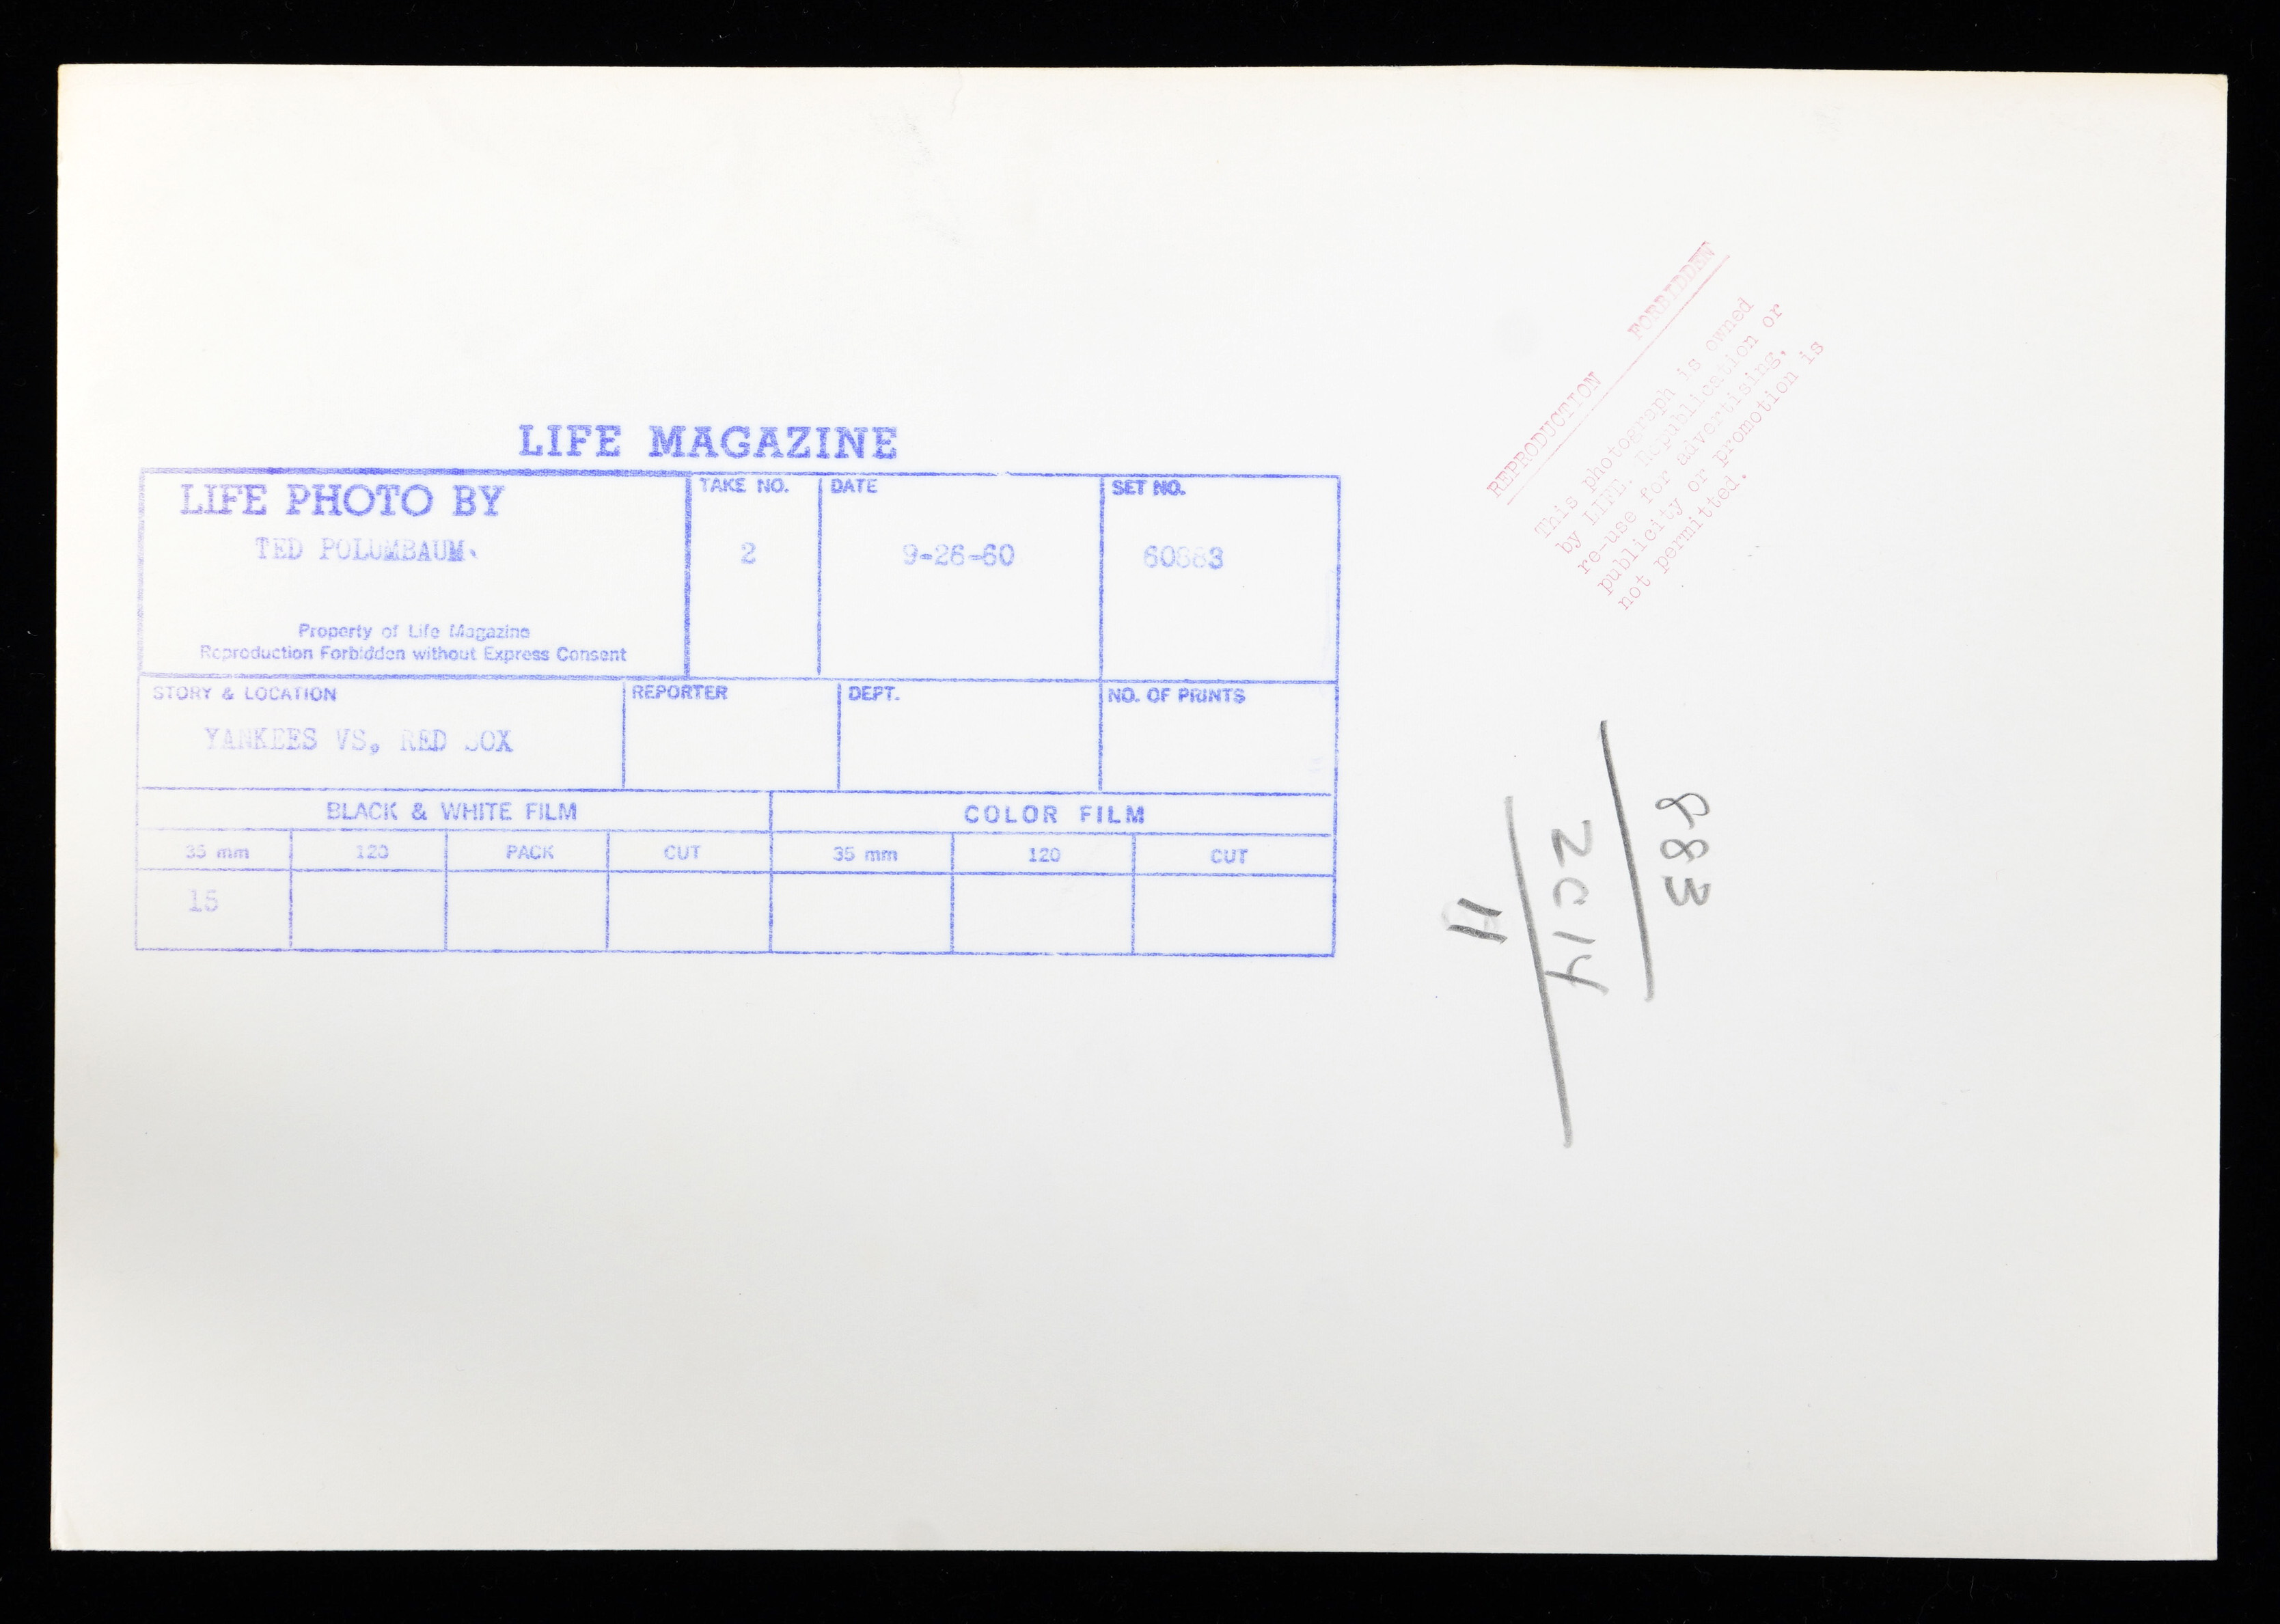 LIFE MAGAZINE
LIFE PHOTO BY
TED POLUMBAUM.
Property of Life Magazine
Reproduction Forbidden without Express Consent
TAKE NO.
2
DATE
9-26-60
SET NO.
60883
STORY & LOCATION
YANKEES VS, RED SOX
REPORTER
DEPT.
NO. OF PRINTS
BLACK & WHITE FILM
35 mm
120
PACK
CUT
15
COLOR FILM
35 mm
120
CUT
REPRODUCTION FORBIDDEN
This photograph is owned
by LIFE. Republication or
re-use for advertising,
publicity or promotion is
not permitted.
883
2C14
11